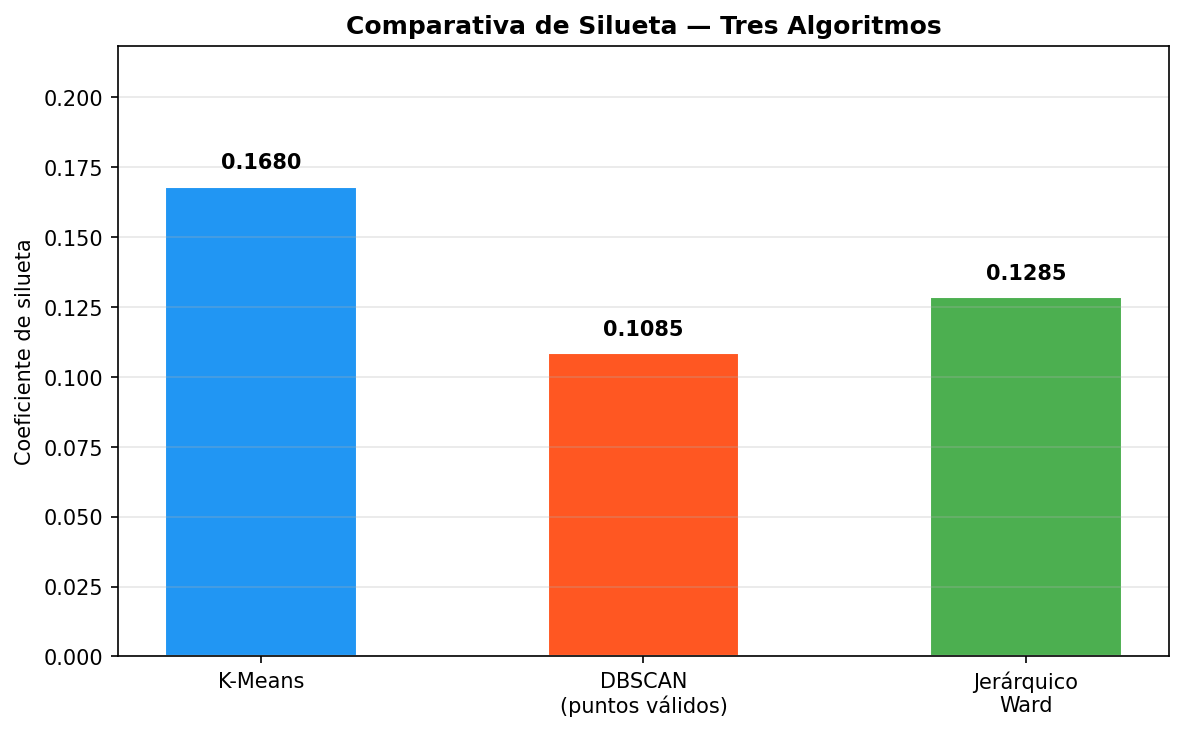 Comparativa de Silueta — Tres Algoritmos
Coeficiente de silueta
0.200
0.175
0.150
0.125
0.100
0.075
0.050
0.025
0.000
0.1680
0.1085
0.1285
K-Means
DBSCAN
(puntos válidos)
Jerárquico
Ward